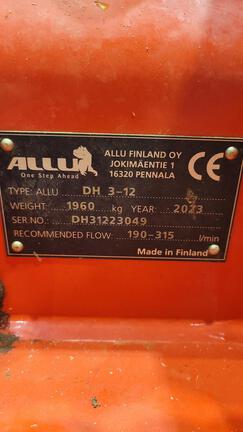 ALLU
One Step Ahead
ALLU FINLAND OY
JOKIMÄENTIE 1
16320 PENNALA
CE
TYPE: ALLU DH 3-12
WEIGHT: 1960 kg YEAR: 2023
SER NO.: DH31223049
RECOMMENDED FLOW: 190-315 l/min
Made in Finland